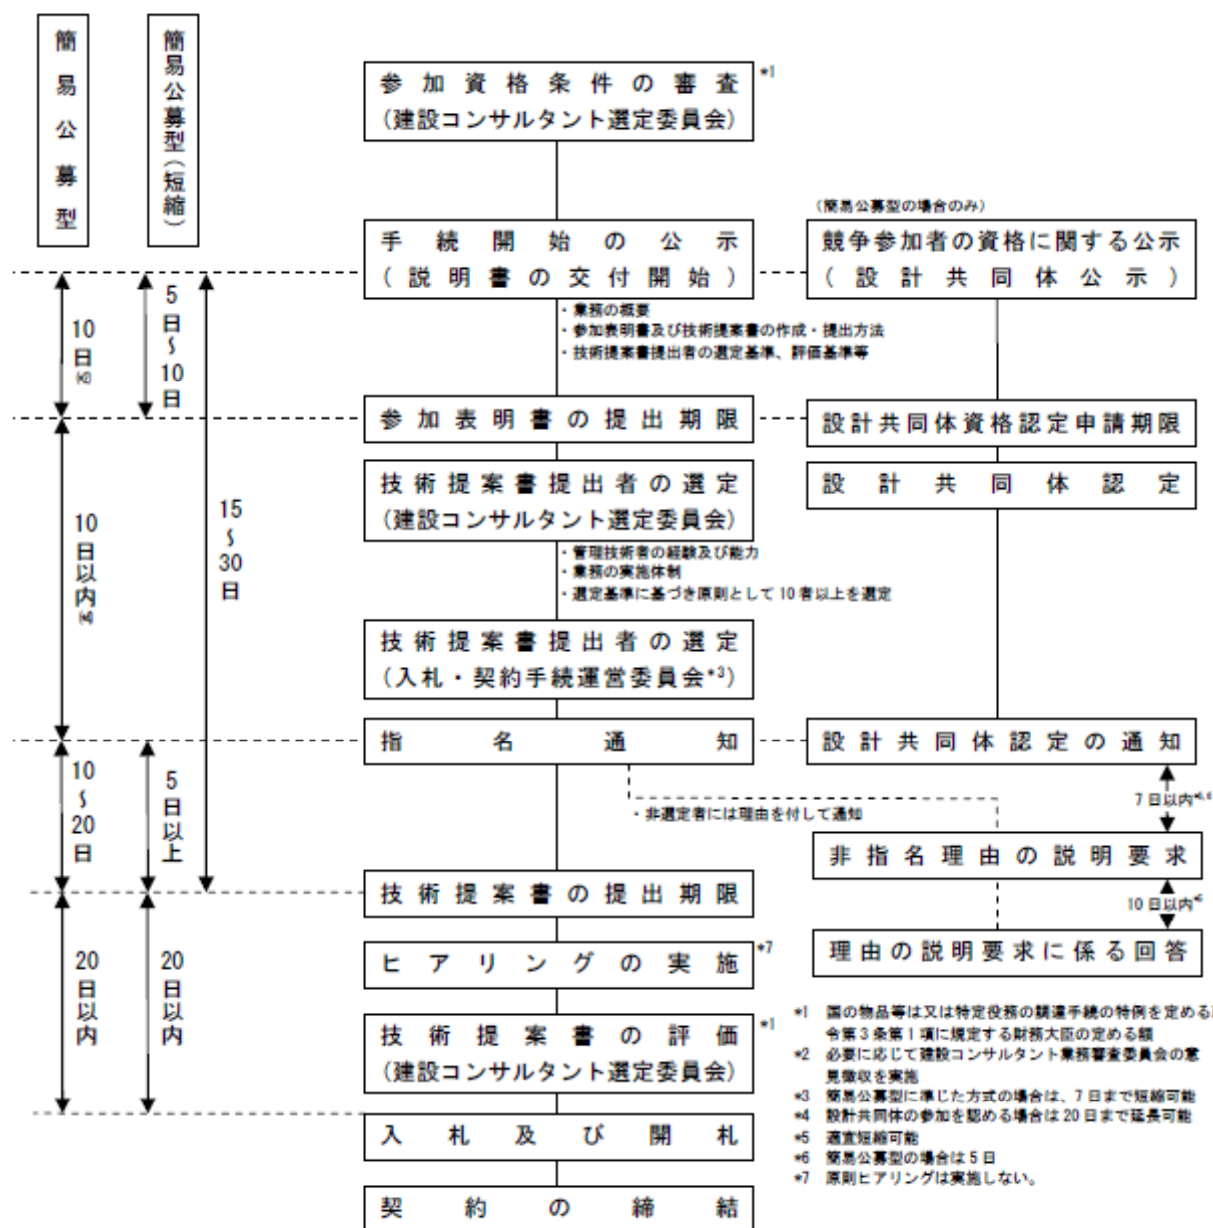 簡易公募型
簡易公募型(短縮)
参加資格条件の審査 *1
(建設コンサルタント選定委員会)
(簡易公募型の場合のみ)
手続開始の公示
(説明書の交付開始)
競争参加者の資格に関する公示
(設計共同体公示)
・業務の概要
・参加表明書及び技術提案書の作成・提出方法
・技術提案書提出者の選定基準、評価基準等
10日
5日~10日
15~30日
参加表明書の提出期限
設計共同体資格認定申請期限
技術提案書提出者の選定
(建設コンサルタント選定委員会)
設計共同体認定
・管理技術者の経験及び能力
・業務の実施体制
・選定基準に基づき原則として10者以上を選定
10日以内
技術提案書提出者の選定
(入札・契約手続運営委員会*3)
指名通知
設計共同体認定の通知
10~20日
5日以上
7日以内
・非選定者には理由を付して通知
非指名理由の説明要求
技術提案書の提出期限
10日以内
ヒアリングの実施 *7
理由の説明要求に係る回答
20日以内
20日以内
技術提案書の評価 *1
(建設コンサルタント選定委員会)
入札及び開札
契約の締結
*1 国の物品等は又は特定役務の調達手続の特例を定める
令第3条第1項に規定する財務大臣の定める額
*2 必要に応じて建設コンサルタント業務審査委員会の意
見徴収を実施
*3 簡易公募型に準じた方式の場合は、7日まで短縮可能
*4 設計共同体の参加を認める場合は20日まで延長可能
*5 適宜短縮可能
*6 簡易公募型の場合は5日
*7 原則ヒアリングは実施しない。